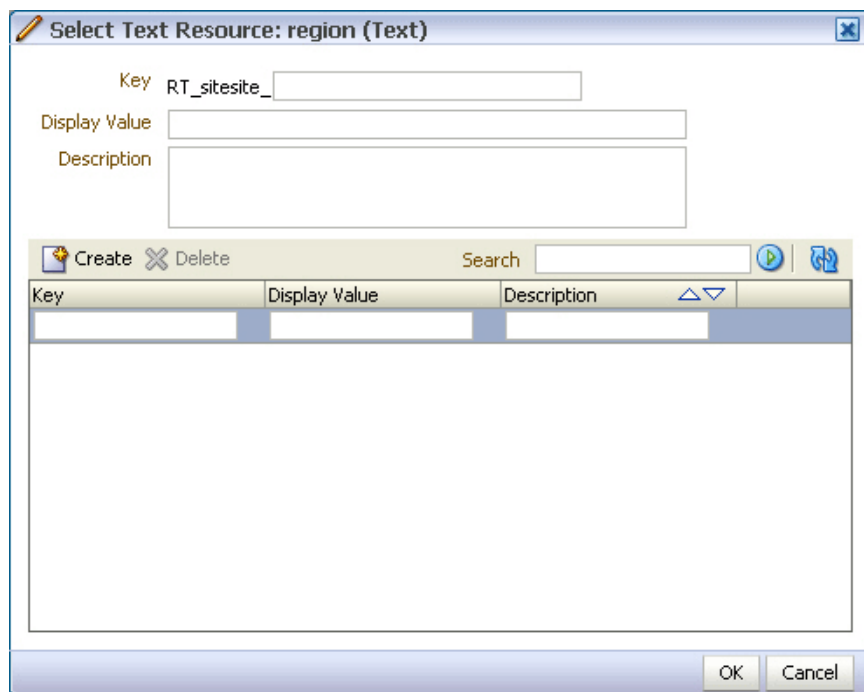 Select Text Resource: region (Text)
Key RT_sitesite_
Display Value
Description
Create Delete Search
Key Display Value Description
OK Cancel